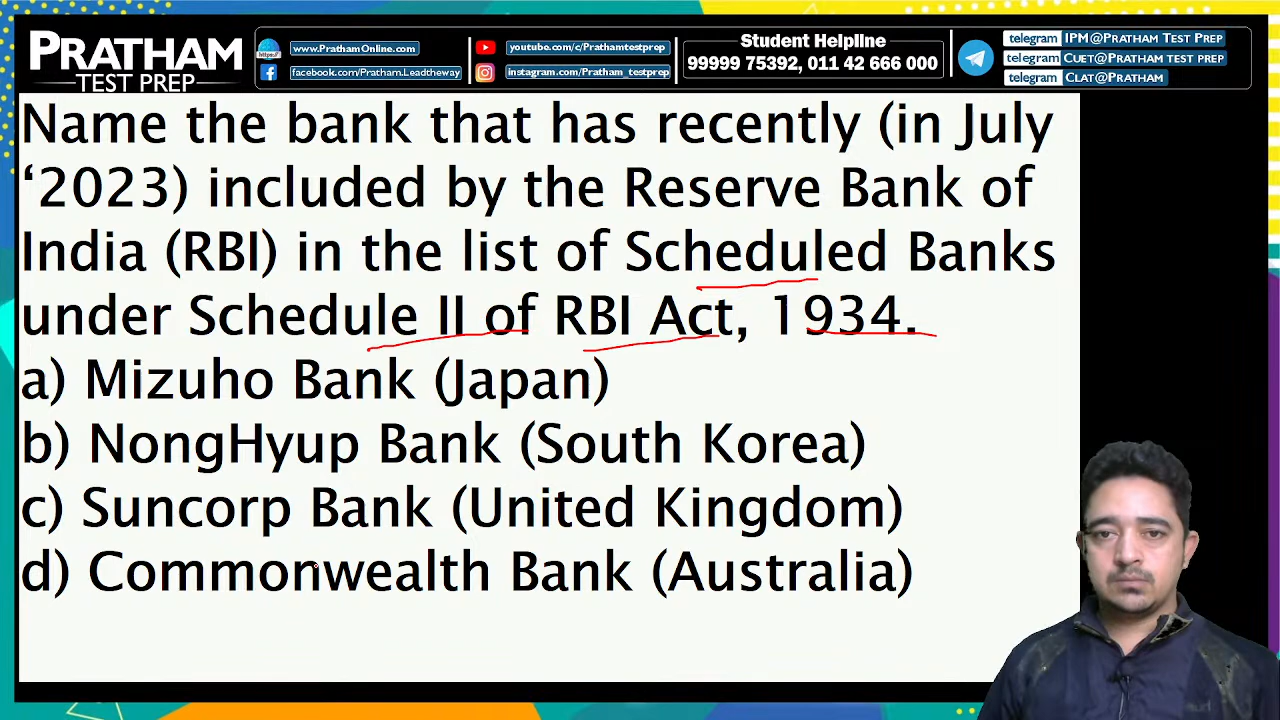 PRATHAM
TEST PREP
https://
www.PrathamOnline.com
facebook.com/Pratham.Leadtheway
youtube.com/c/Prathamtestprep
instagram.com/Pratham_testprep
Student Helpline
99999 75392, 011 42 666 000
telegram IPM@PRATHAM TEST PREP
telegram CUET@PRATHAM TEST PREP
telegram CLAT@PRATHAM
Name the bank that has recently (in July
‘2023) included by the Reserve Bank of
India (RBI) in the list of Scheduled Banks
under Schedule II of RBI Act, 1934.
a) Mizuho Bank (Japan)
b) NongHyup Bank (South Korea)
c) Suncorp Bank (United Kingdom)
d) Commonwealth Bank (Australia)